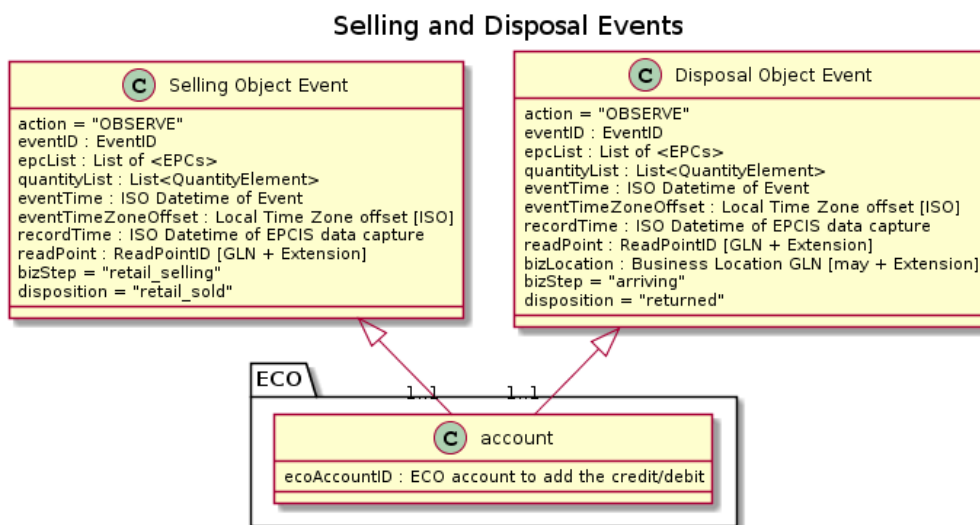 Selling and Disposal Events
C Selling Object Event
action = "OBSERVE"
eventID : EventID
epcList : List of <EPCs>
quantityList : List<QuantityElement>
eventTime : ISO Datetime of Event
eventTimeZoneOffset : Local Time Zone offset [ISO]
recordTime : ISO Datetime of EPCIS data capture
readPoint : ReadPointID [GLN + Extension]
bizStep = "retail_selling"
disposition = "retail_sold"
C Disposal Object Event
action = "OBSERVE"
eventID : EventID
epcList : List of <EPCs>
quantityList : List<QuantityElement>
eventTime : ISO Datetime of Event
eventTimeZoneOffset : Local Time Zone offset [ISO]
recordTime : ISO Datetime of EPCIS data capture
readPoint : ReadPointID [GLN + Extension]
bizLocation : Business Location GLN [may + Extension]
bizStep = "arriving"
disposition = "returned"
ECO
1..1
1..1
C account
ecoAccountID : ECO account to add the credit/debit